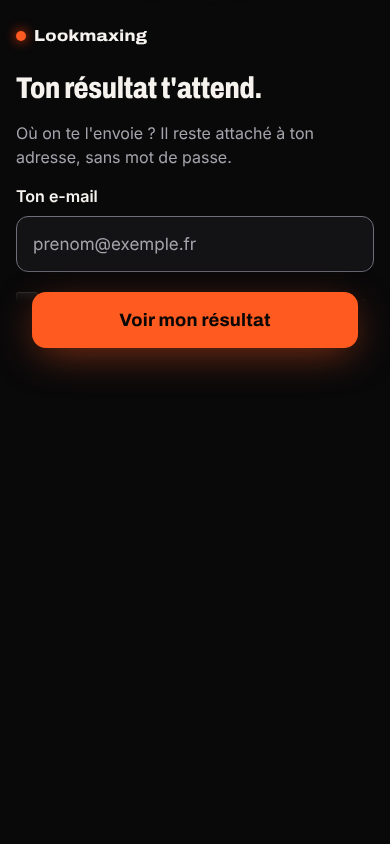 Lookmaxing
Ton résultat t'attend.
Où on te l'envoie ? Il reste attaché à ton
adresse, sans mot de passe.
Ton e-mail
prenom@exemple.fr
Voir mon résultat